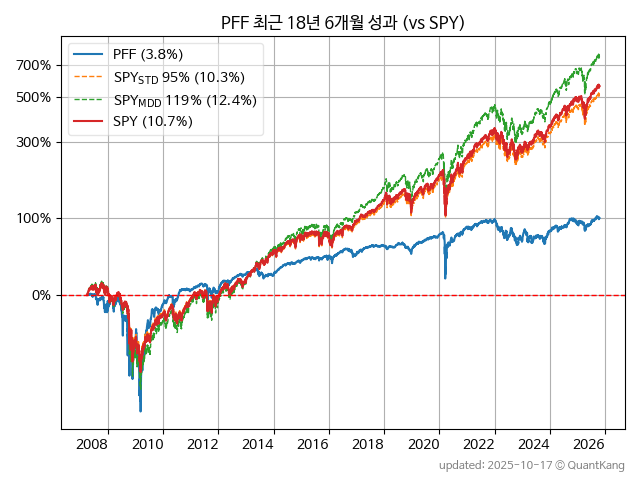 PFF 최근 18년 6개월 성과 (vs SPY)
PFF (3.8%)
SPY_STD 95% (10.3%)
SPY_MDD 119% (12.4%)
SPY (10.7%)
700%
500%
300%
100%
0%
2008 2010 2012 2014 2016 2018 2020 2022 2024 2026
updated: 2025-10-17 © QuantKang